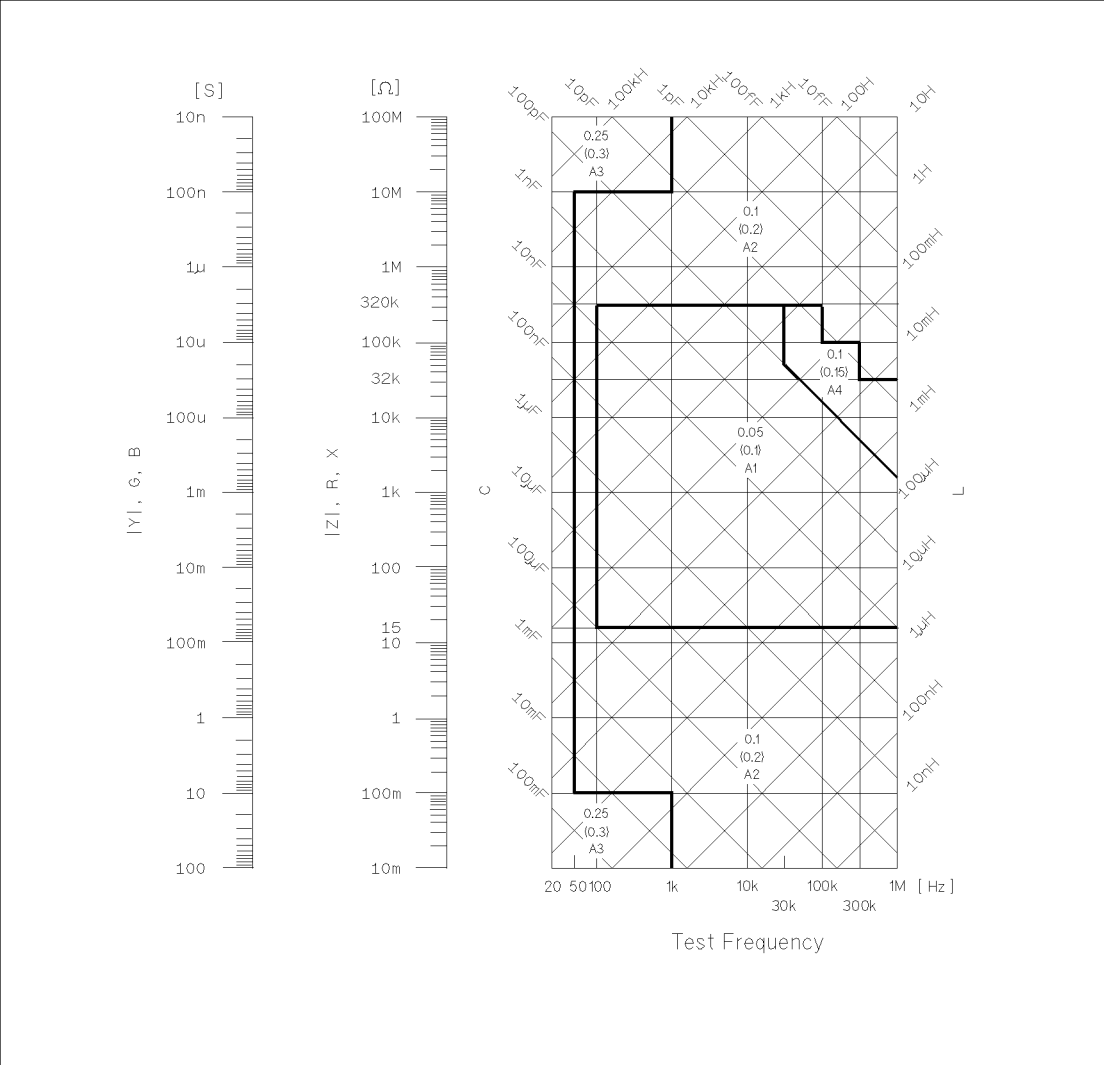 [S]
10n
100n
1µ
10u
100u
1m
10m
100m
1
10
100
|Y|, G, B
[Ω]
100M
10M
1M
320k
100k
32k
10k
1k
100
15
10
1
100m
10m
|Z|, R, X
100pF
10pF
100kH
1pF
10kH
100fF
1kH
10fF
100H
10H
1nF
10nF
100nF
1µF
10µF
100µF
1mF
10mF
100mF
C
1H
100mH
10mH
1mH
100µH
10µH
1µH
100nH
10nH
L
0.25
(0.3)
A3
0.1
(0.2)
A2
0.1
(0.15)
A4
0.05
(0.1)
A1
0.1
(0.2)
A2
0.25
(0.3)
A3
20 50 100 1k 10k 100k 1M [Hz]
30k 300k
Test Frequency